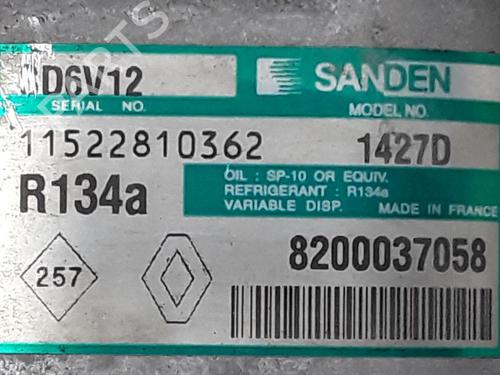 D6V12
SANDEN
SERIAL NO.
MODEL NO.
11522810362
1427D
R134a
OIL : SP-10 OR EQUIV.
REFRIGERANT : R134a
VARIABLE DISP.
MADE IN FRANCE
257
8200037058